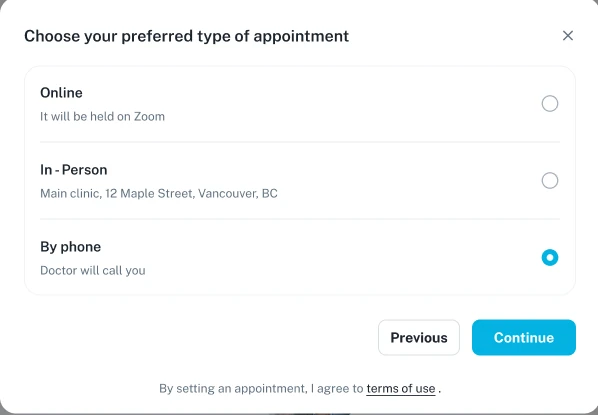 Choose your preferred type of appointment
Online
It will be held on Zoom
In - Person
Main clinic, 12 Maple Street, Vancouver, BC
By phone
Doctor will call you
Previous
Continue
By setting an appointment, I agree to terms of use .